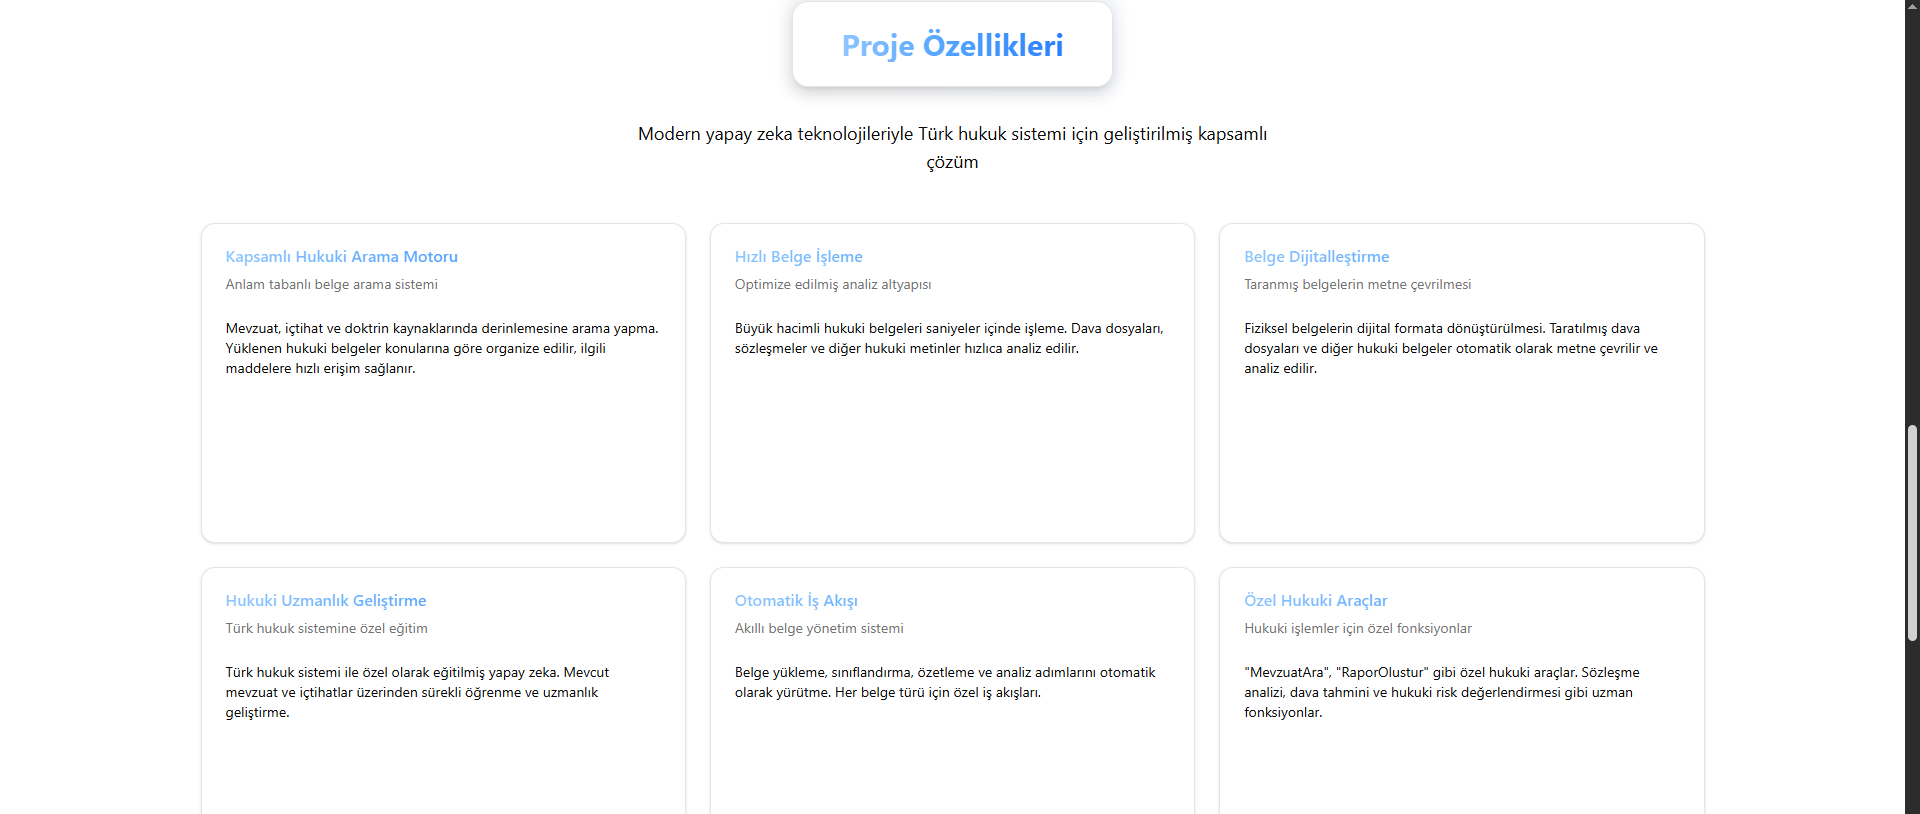 Proje Özellikleri
Modern yapay zeka teknolojileriyle Türk hukuk sistemi için geliştirilmiş kapsamlı
çözüm
Kapsamlı Hukuki Arama Motoru
Anlam tabanlı belge arama sistemi
Mevzuat, içtihat ve doktrin kaynaklarında derinlemesine arama yapma.
Yüklenen hukuki belgeler konularına göre organize edilir, ilgili
maddelere hızlı erişim sağlanır.
Hızlı Belge İşleme
Optimize edilmiş analiz altyapısı
Büyük hacimli hukuki belgeleri saniyeler içinde işleme. Dava dosyaları,
sözleşmeler ve diğer hukuki metinler hızlıca analiz edilir.
Belge Dijitalleştirme
Taranmış belgelerin metne çevrilmesi
Fiziksel belgelerin dijital formata dönüştürülmesi. Taratılmış dava
dosyaları ve diğer hukuki belgeler otomatik olarak metne çevrilir ve
analiz edilir.
Hukuki Uzmanlık Geliştirme
Türk hukuk sistemine özel eğitim
Türk hukuk sistemi ile özel olarak eğitilmiş yapay zeka. Mevcut
mevzuat ve içtihatlar üzerinden sürekli öğrenme ve uzmanlık
geliştirme.
Otomatik İş Akışı
Akıllı belge yönetim sistemi
Belge yükleme, sınıflandırma, özetleme ve analiz adımlarını otomatik
olarak yürütme. Her belge türü için özel iş akışları.
Özel Hukuki Araçlar
Hukuki işlemler için özel fonksiyonlar
"MevzuatAra", "RaporOlustur" gibi özel hukuki araçlar. Sözleşme
analizi, dava tahmini ve hukuki risk değerlendirmesi gibi uzman
fonksiyonlar.